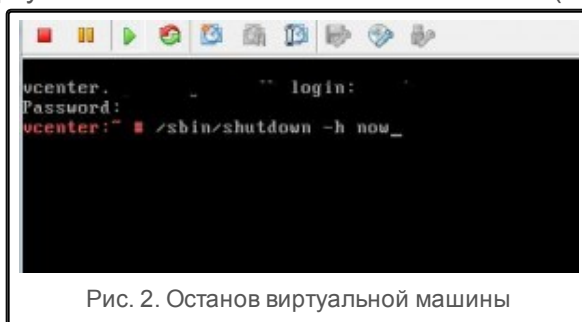 vcenter. login:
Password:
vcenter:~ # /sbin/shutdown -h now_
Рис. 2. Останов виртуальной машины